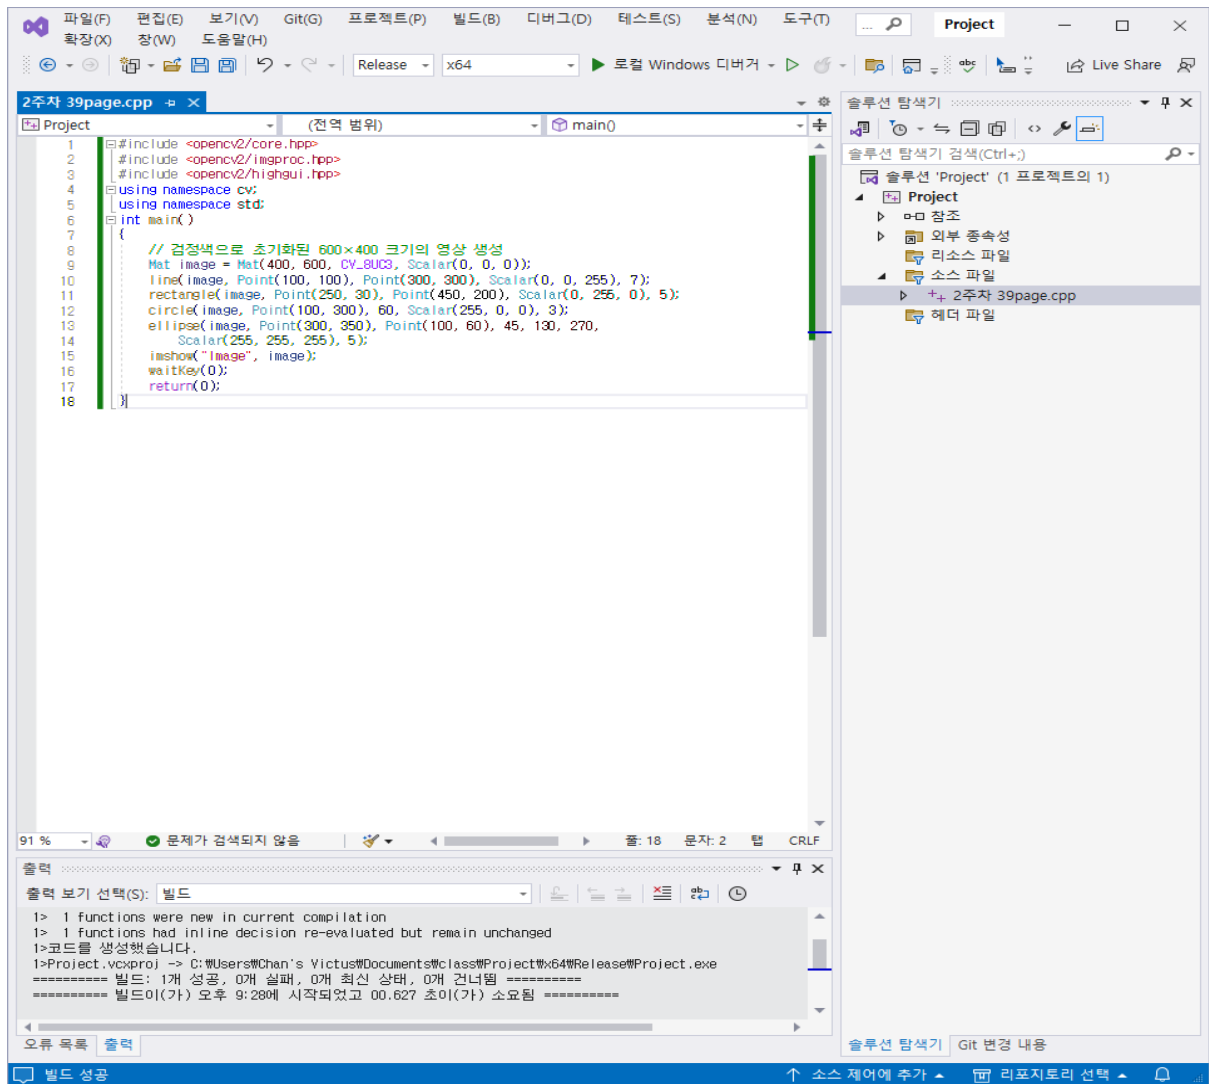 파일(F) 편집(E) 보기(V) Git(G) 프로젝트(P) 빌드(B) 디버그(D) 테스트(S) 분석(N) 도구(T)
확장(X) 창(W) 도움말(H)
... Project
Release x64 로컬 Windows 디버거 Live Share
2주차 39page.cpp
Project (전역 범위) main()
1 #include <opencv2/core.hpp>
2 #include <opencv2/imgproc.hpp>
3 #include <opencv2/highgui.hpp>
4 using namespace cv;
5 using namespace std;
6 int main()
7 {
8 // 검정색으로 초기화된 600×400 크기의 영상 생성
9 Mat image = Mat(400, 600, CV_8UC3, Scalar(0, 0, 0));
10 line(image, Point(100, 100), Point(300, 300), Scalar(0, 0, 255), 7);
11 rectangle(image, Point(250, 30), Point(450, 200), Scalar(0, 255, 0), 5);
12 circle(image, Point(100, 300), 60, Scalar(255, 0, 0), 3);
13 ellipse(image, Point(300, 350), Point(100, 60), 45, 130, 270,
14 Scalar(255, 255, 255), 5);
15 imshow("Image", image);
16 waitKey(0);
17 return(0);
18 }
91 % 문제가 검색되지 않음 줄: 18 문자: 2 탭 CRLF
출력
출력 보기 선택(S): 빌드
1> 1 functions were new in current compilation
1> 1 functions had inline decision re-evaluated but remain unchanged
1>코드를 생성했습니다.
1>Project.vcxproj -> C:₩Users₩Chan's Victus₩Documents₩class₩Project₩x64₩Release₩Project.exe
========== 빌드: 1개 성공, 0개 실패, 0개 최신 상태, 0개 건너뜀 ==========
========== 빌드이(가) 오후 9:28에 시작되었고 00.627 초이(가) 소요됨 ==========
오류 목록 출력
솔루션 탐색기
솔루션 탐색기 검색(Ctrl+;)
솔루션 'Project' (1 프로젝트의 1)
Project
참조
외부 종속성
리소스 파일
소스 파일
2주차 39page.cpp
헤더 파일
솔루션 탐색기 Git 변경 내용
빌드 성공 소스 제어에 추가 리포지토리 선택